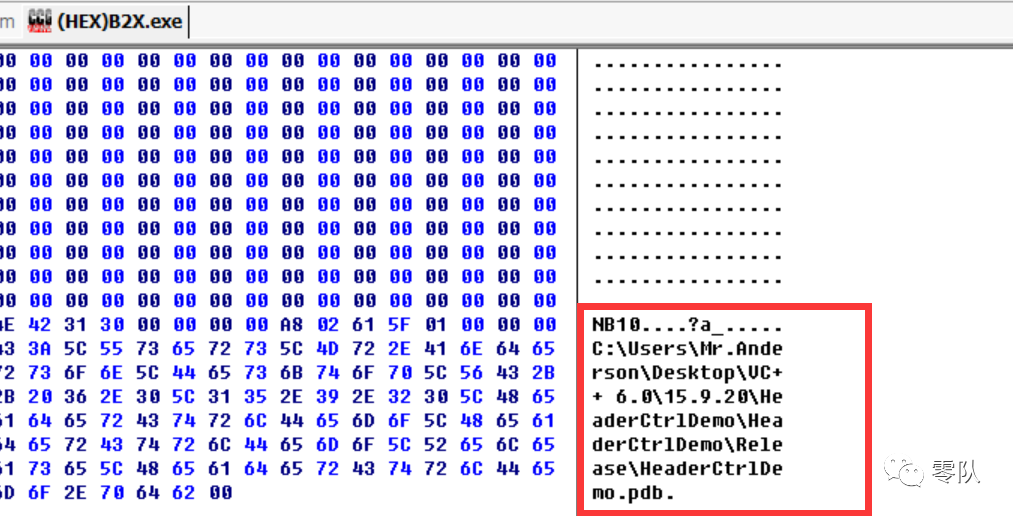 m (HEX)B2X.exe
00 00 00 00 00 00 00 00 00 00 00 00 00 00 00 00 ................
00 00 00 00 00 00 00 00 00 00 00 00 00 00 00 00 ................
00 00 00 00 00 00 00 00 00 00 00 00 00 00 00 00 ................
00 00 00 00 00 00 00 00 00 00 00 00 00 00 00 00 ................
00 00 00 00 00 00 00 00 00 00 00 00 00 00 00 00 ................
00 00 00 00 00 00 00 00 00 00 00 00 00 00 00 00 ................
00 00 00 00 00 00 00 00 00 00 00 00 00 00 00 00 ................
00 00 00 00 00 00 00 00 00 00 00 00 00 00 00 00 ................
00 00 00 00 00 00 00 00 00 00 00 00 00 00 00 00 ................
00 00 00 00 00 00 00 00 00 00 00 00 00 00 00 00 ................
00 00 00 00 00 00 00 00 00 00 00 00 00 00 00 00
4E 42 31 30 00 00 00 00 A8 02 61 5F 01 00 00 00 NB10....?a_.....
43 3A 5C 55 73 65 72 73 5C 4D 72 2E 41 6E 64 65 C:\Users\Mr.Ande
72 73 6F 6E 5C 44 65 73 6B 74 6F 70 5C 56 43 2B rson\Desktop\VC+
2B 20 36 2E 30 5C 31 35 2E 39 2E 32 30 5C 48 65 + 6.0\15.9.20\He
61 64 65 72 43 74 72 6C 44 65 6D 6F 5C 48 65 61 aderCtrlDemo\Hea
64 65 72 43 74 72 6C 44 65 6D 6F 5C 52 65 6C 65 derCtrlDemo\Rele
61 73 65 5C 48 65 61 64 65 72 43 74 72 6C 44 65 ase\HeaderCtrlDe
6D 6F 2E 70 64 62 00 mo.pdb.
零队